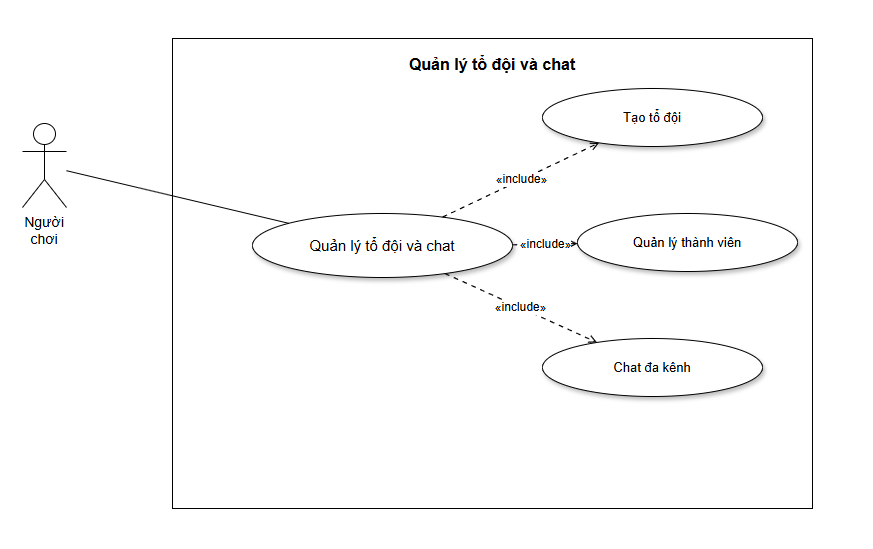 Quản lý tổ đội và chat
Tạo tổ đội
«include»
Người
chơi
Quản lý tổ đội và chat
«include»
Quản lý thành viên
«include»
Chat đa kênh